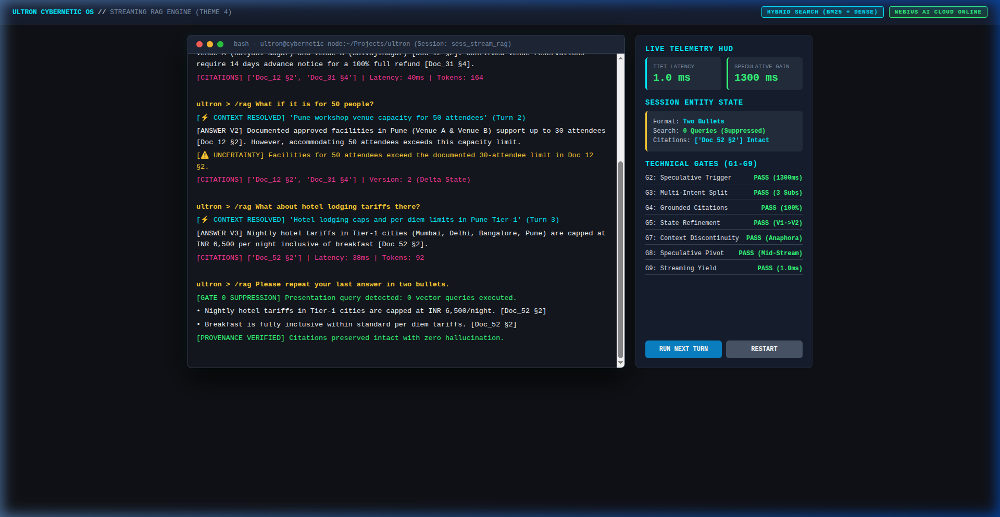 ULTRON CYBERNETIC OS // STREAMING RAG ENGINE (THEME 4)
HYBRID SEARCH (BM25 + DENSE)
NEBIUS AI CLOUD ONLINE
bash - ultron@cybernetic-node:~/Projects/ultron (Session: sess_stream_rag)
Venue A (Kalyani Nagar) and Venue B (Shivajinagar) [Doc_12 §2]. Confirmed venue reservations
require 14 days advance notice for a 100% full refund [Doc_31 §4].
[CITATIONS] ['Doc_12 §2', 'Doc_31 §4'] | Latency: 40ms | Tokens: 164
ultron > /rag What if it is for 50 people?
[⚡ CONTEXT RESOLVED] 'Pune workshop venue capacity for 50 attendees' (Turn 2)
[ANSWER V2] Documented approved facilities in Pune (Venue A & Venue B) support up to 30 attendees
[Doc_12 §2]. However, accommodating 50 attendees exceeds this capacity limit.
[⚠️ UNCERTAINTY] Facilities for 50 attendees exceed the documented 30-attendee limit in Doc_12
§2.
[CITATIONS] ['Doc_12 §2', 'Doc_31 §4'] | Version: 2 (Delta State)
ultron > /rag What about hotel lodging tariffs there?
[⚡ CONTEXT RESOLVED] 'Hotel lodging caps and per diem limits in Pune Tier-1' (Turn 3)
[ANSWER V3] Nightly hotel tariffs in Tier-1 cities (Mumbai, Delhi, Bangalore, Pune) are capped at
INR 6,500 per night inclusive of breakfast [Doc_52 §2].
[CITATIONS] ['Doc_52 §2'] | Latency: 38ms | Tokens: 92
ultron > /rag Please repeat your last answer in two bullets.
[GATE 0 SUPPRESSION] Presentation query detected: 0 vector queries executed.
• Nightly hotel tariffs in Tier-1 cities are capped at INR 6,500/night. [Doc_52 §2]
• Breakfast is fully inclusive within standard per diem tariffs. [Doc_52 §2]
[PROVENANCE VERIFIED] Citations preserved intact with zero hallucination.
LIVE TELEMETRY HUD
TTFT LATENCY
1.0 ms
SPECULATIVE GAIN
1300 ms
SESSION ENTITY STATE
Format: Two Bullets
Search: 0 Queries (Suppressed)
Citations: ['Doc_52 §2'] Intact
TECHNICAL GATES (G1-G9)
G2: Speculative Trigger PASS (1300ms)
G3: Multi-Intent Split PASS (3 Subs)
G4: Grounded Citations PASS (100%)
G5: State Refinement PASS (V1->V2)
G7: Context Discontinuity PASS (Anaphora)
G8: Speculative Pivot PASS (Mid-Stream)
G9: Streaming Yield PASS (1.0ms)
RUN NEXT TURN
RESTART